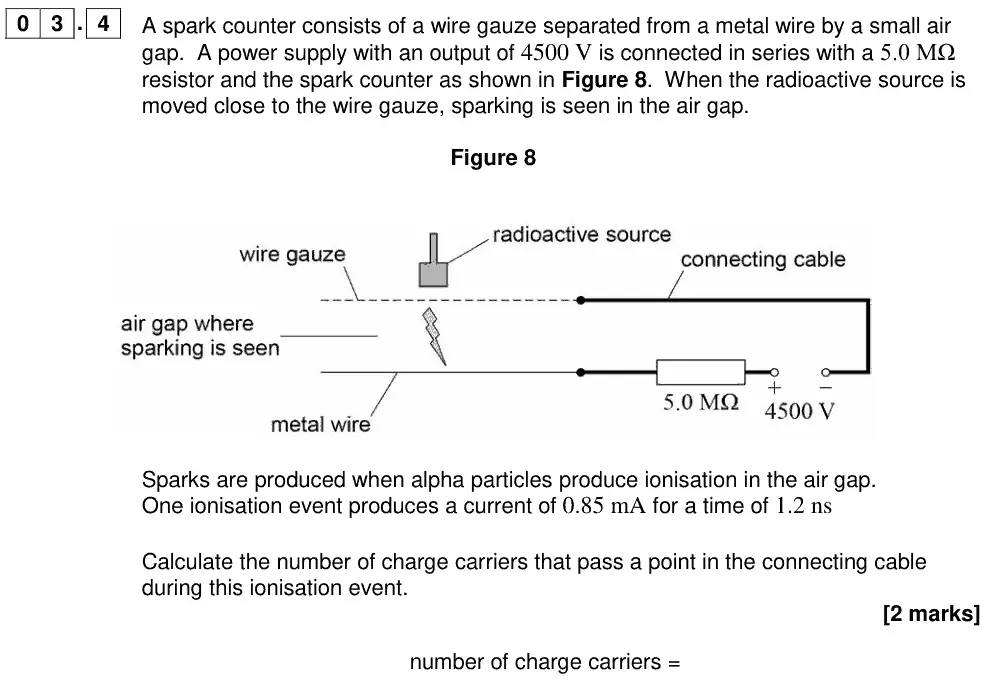 0 3 . 4 A spark counter consists of a wire gauze separated from a metal wire by a small air
gap. A power supply with an output of 4500 V is connected in series with a 5.0 MΩ
resistor and the spark counter as shown in Figure 8. When the radioactive source is
moved close to the wire gauze, sparking is seen in the air gap.
Figure 8
radioactive source
wire gauze
connecting cable
air gap where
sparking is seen
+ −
5.0 MΩ 4500 V
metal wire
Sparks are produced when alpha particles produce ionisation in the air gap.
One ionisation event produces a current of 0.85 mA for a time of 1.2 ns
Calculate the number of charge carriers that pass a point in the connecting cable
during this ionisation event.
[2 marks]
number of charge carriers =